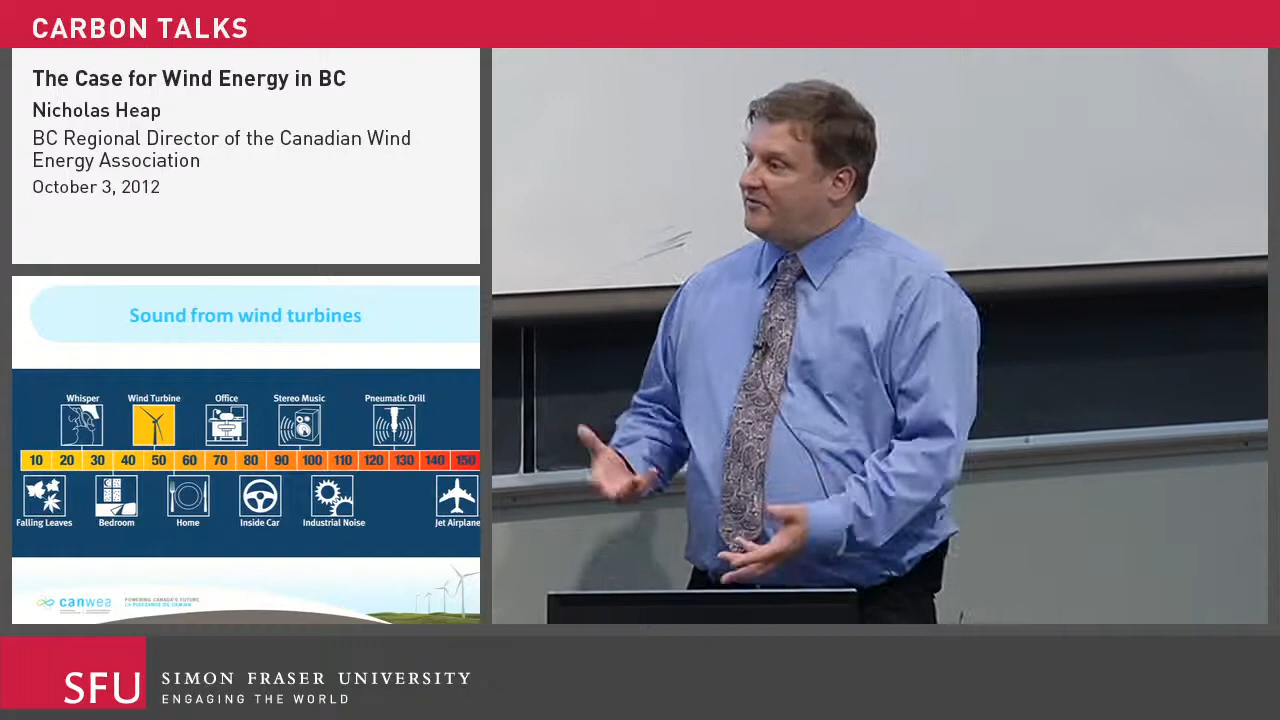 CARBON TALKS
The Case for Wind Energy in BC
Nicholas Heap
BC Regional Director of the Canadian Wind
Energy Association
October 3, 2012
Sound from wind turbines
Whisper Wind Turbine Office Stereo Music Pneumatic Drill
10 20 30 40 50 60 70 80 90 100 110 120 130 140 150
Falling Leaves Bedroom Home Inside Car Industrial Noise Jet Airplane
canwea
POWERING CANADA'S FUTURE
SFU SIMON FRASER UNIVERSITY
ENGAGING THE WORLD